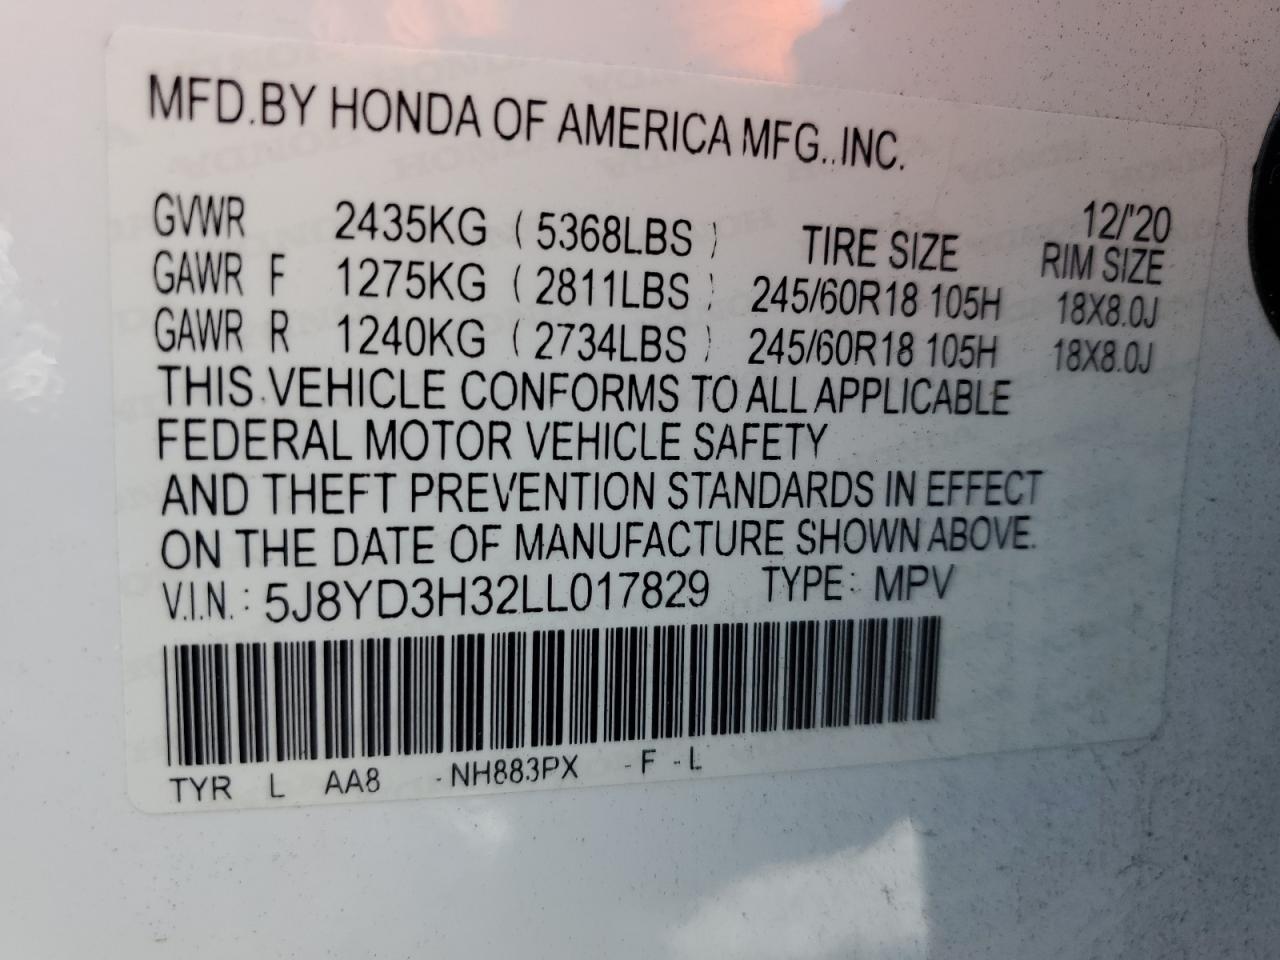 MFD.BY HONDA OF AMERICA MFG.,INC.
12/'20
GVWR 2435KG (5368LBS) TIRE SIZE RIM SIZE
GAWR F 1275KG (2811LBS) 245/60R18 105H 18X8.0J
GAWR R 1240KG (2734LBS) 245/60R18 105H 18X8.0J
THIS VEHICLE CONFORMS TO ALL APPLICABLE
FEDERAL MOTOR VEHICLE SAFETY
AND THEFT PREVENTION STANDARDS IN EFFECT
ON THE DATE OF MANUFACTURE SHOWN ABOVE.
V.I.N.: 5J8YD3H32LL017829 TYPE: MPV
TYR L AA8 -NH883PX -F -L